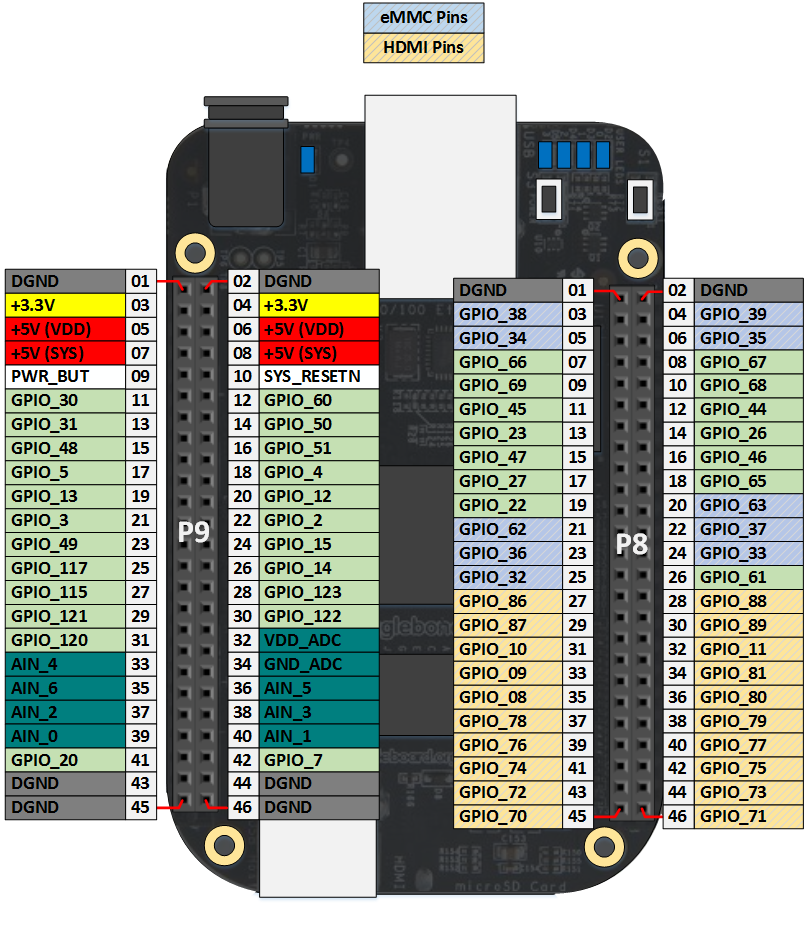 eMMC Pins
HDMI Pins
PWR
USER LEDS
USB
S3
S1
P1
DGND 01 02 DGND
+3.3V 03 04 +3.3V
+5V (VDD) 05 06 +5V (VDD)
+5V (SYS) 07 08 +5V (SYS)
PWR_BUT 09 10 SYS_RESETN
GPIO_30 11 12 GPIO_60
GPIO_31 13 14 GPIO_50
GPIO_48 15 16 GPIO_51
GPIO_5 17 18 GPIO_4
GPIO_13 19 20 GPIO_12
GPIO_3 21 22 GPIO_2
GPIO_49 23 24 GPIO_15
GPIO_117 25 26 GPIO_14
GPIO_115 27 28 GPIO_123
GPIO_121 29 30 GPIO_122
GPIO_120 31 32 VDD_ADC
AIN_4 33 34 GND_ADC
AIN_6 35 36 AIN_5
AIN_2 37 38 AIN_3
AIN_0 39 40 AIN_1
GPIO_20 41 42 GPIO_7
DGND 43 44 DGND
DGND 45 46 DGND
P9
DGND 01 02 DGND
GPIO_38 03 04 GPIO_39
GPIO_34 05 06 GPIO_35
GPIO_66 07 08 GPIO_67
GPIO_69 09 10 GPIO_68
GPIO_45 11 12 GPIO_44
GPIO_23 13 14 GPIO_26
GPIO_47 15 16 GPIO_46
GPIO_27 17 18 GPIO_65
GPIO_22 19 20 GPIO_63
GPIO_62 21 22 GPIO_37
GPIO_36 23 24 GPIO_33
GPIO_32 25 26 GPIO_61
GPIO_86 27 28 GPIO_88
GPIO_87 29 30 GPIO_89
GPIO_10 31 32 GPIO_11
GPIO_09 33 34 GPIO_81
GPIO_08 35 36 GPIO_80
GPIO_78 37 38 GPIO_79
GPIO_76 39 40 GPIO_77
GPIO_74 41 42 GPIO_75
GPIO_72 43 44 GPIO_73
GPIO_70 45 46 GPIO_71
P8
glebon
eboard.org
HDMI
microSD Card